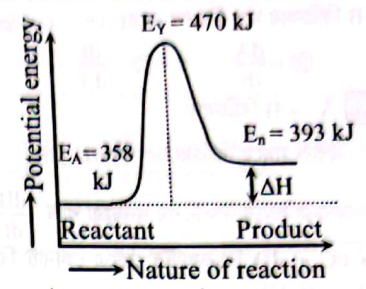 E_Y = 470 kJ
Potential energy
E_n = 393 kJ
E_A = 358
kJ
ΔH
Reactant Product
Nature of reaction